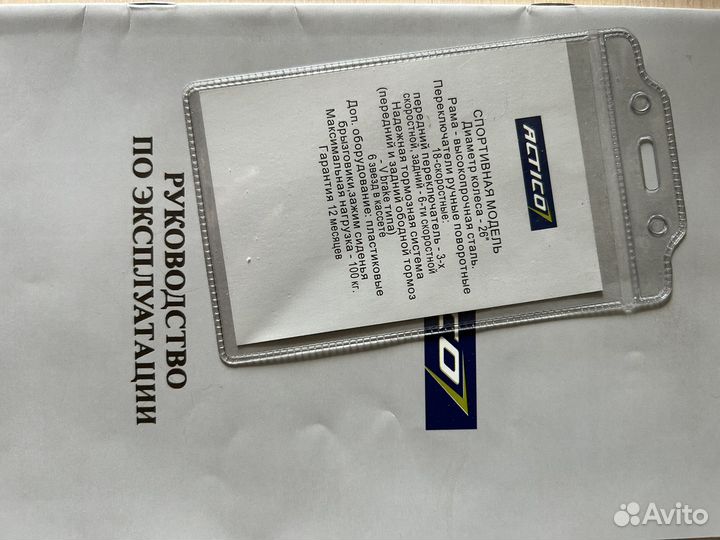 ACTICO
СПОРТИВНАЯ МОДЕЛЬ
Диаметр колеса - 26"
Рама - высокопрочная сталь.
Переключатели ручные поворотные
18-скоростные:
передний переключатель - 3-х
скоростной, задний - 6-ти скоростной
Надежная тормозная система
(передний и задний ободной тормоз
- V brake типа)
6 звезд в кассете
Доп. оборудование: пластиковые
брызговики,зажим сиденья
Максимальная нагрузка - 100 кг.
Гарантия 12 месяцев
РУКОВОДСТВО
ПО ЭКСПЛУАТАЦИИ
Avito